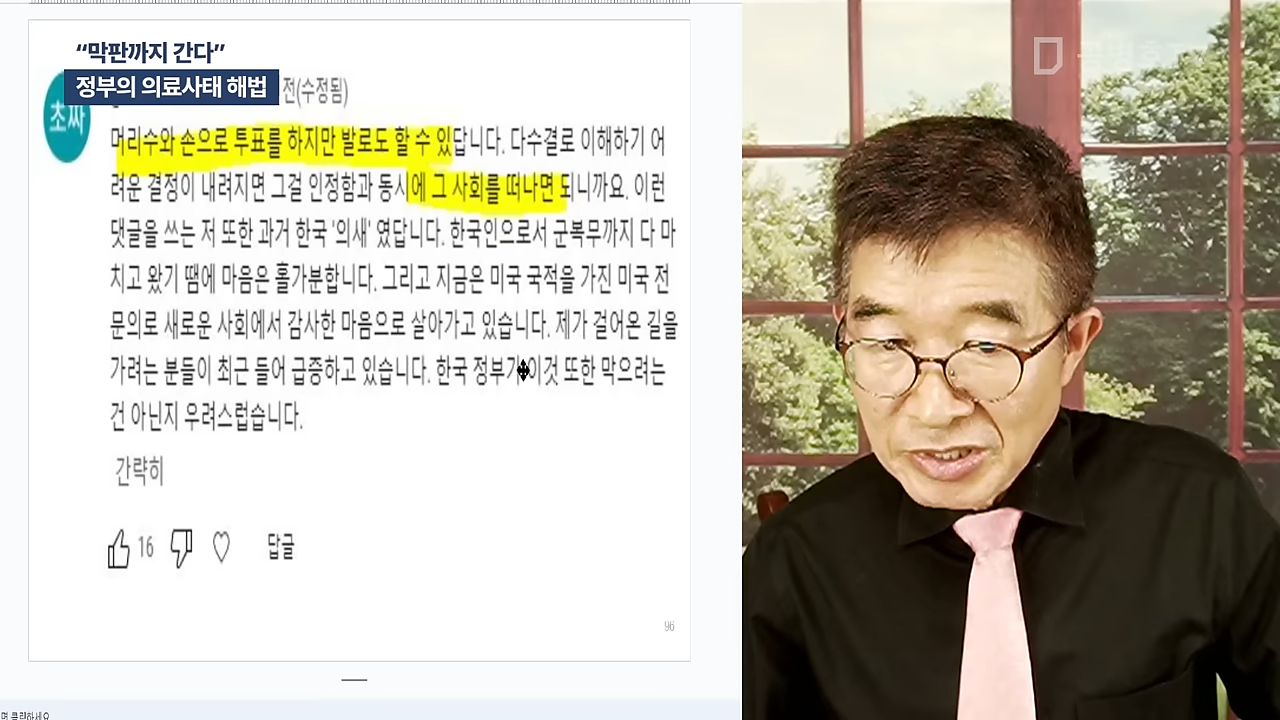 “막판까지 간다”
정부의 의료사태 해법
초짜
전(수정됨)
머리수와 손으로 투표를 하지만 발로도 할 수 있답니다. 다수결로 이해하기 어
려운 결정이 내려지면 그걸 인정함과 동시에 그 사회를 떠나면 되니까요. 이런
댓글을 쓰는 저 또한 과거 한국 '의새' 였답니다. 한국인으로서 군복무까지 다 마
치고 왔기 땜에 마음은 홀가분합니다. 그리고 지금은 미국 국적을 가진 미국 전
문의로 새로운 사회에서 감사한 마음으로 살아가고 있습니다. 제가 걸어온 길을
가려는 분들이 최근 들어 급증하고 있습니다. 한국 정부가 이것 또한 막으려는
건 아닌지 우려스럽습니다.
간략히
16
답글
96